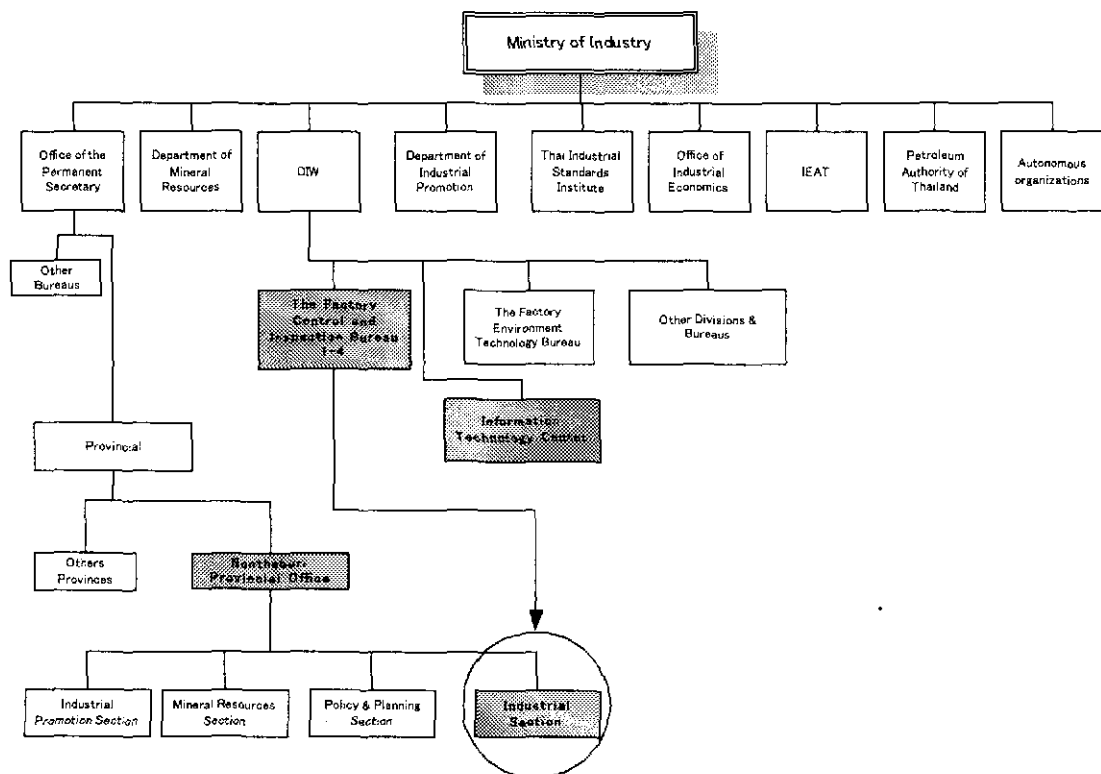 Ministry of Industry
Office of the
Permanent
Secretary
Department of
Mineral
Resources
DIW
Department of
Industrial
Promotion
Thai Industrial
Standards
Institute
Office of
Industrial
Economics
IEAT
Petroleum
Authority of
Thailand
Autonomous
organizations
Other
Bureaus
The Factory
Control and
Inspection Bureau
1-4
The Factory
Environment
Technology Bureau
Other Divisions &
Bureaus
Information
Technology Center
Provincial
Others
Provinces
Nonthaburi
Provincial Office
Industrial
Promotion Section
Mineral Resources
Section
Policy & Planning
Section
Industrial
Section